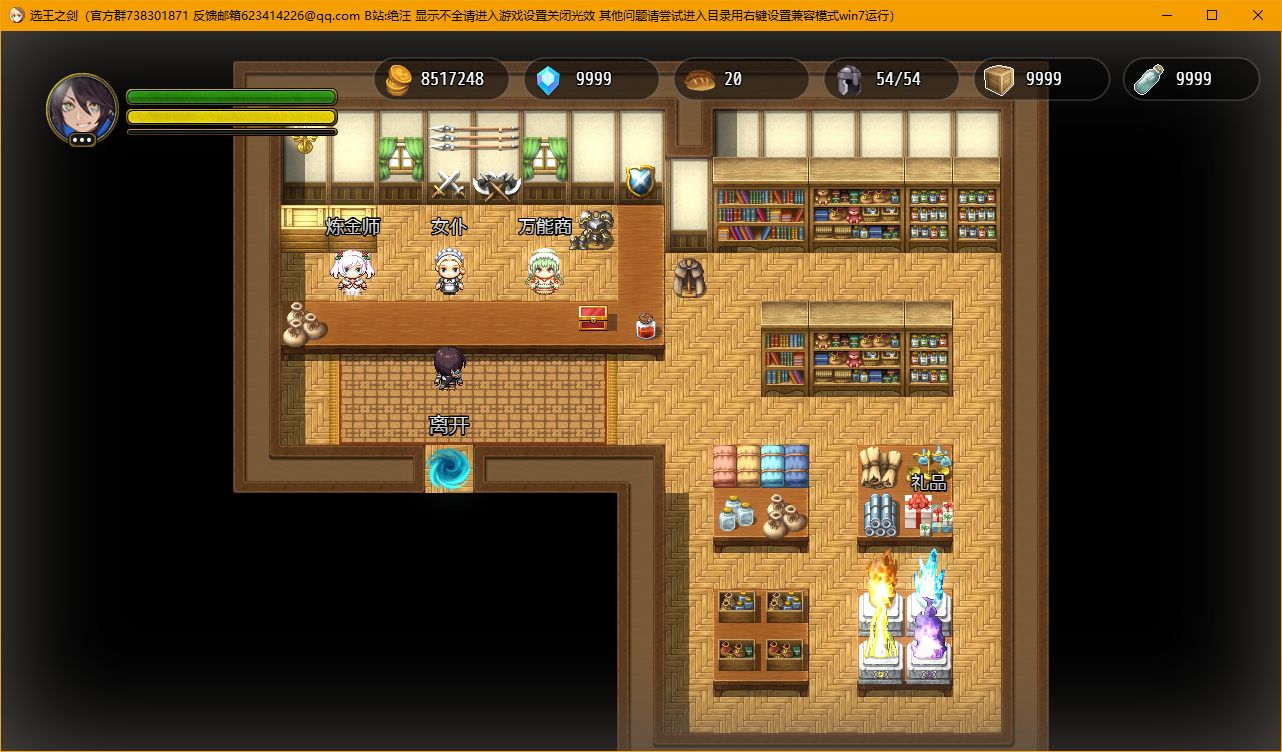 选王之剑（官方群738301871 反馈邮箱623414226@qq.com B站:绝汪 显示不全请进入游戏设置关闭光效 其他问题请尝试进入目录用右键设置兼容模式win7运行）
8517248 9999 20 54/54 9999 9999
炼金师 女仆 万能商
离开
礼品